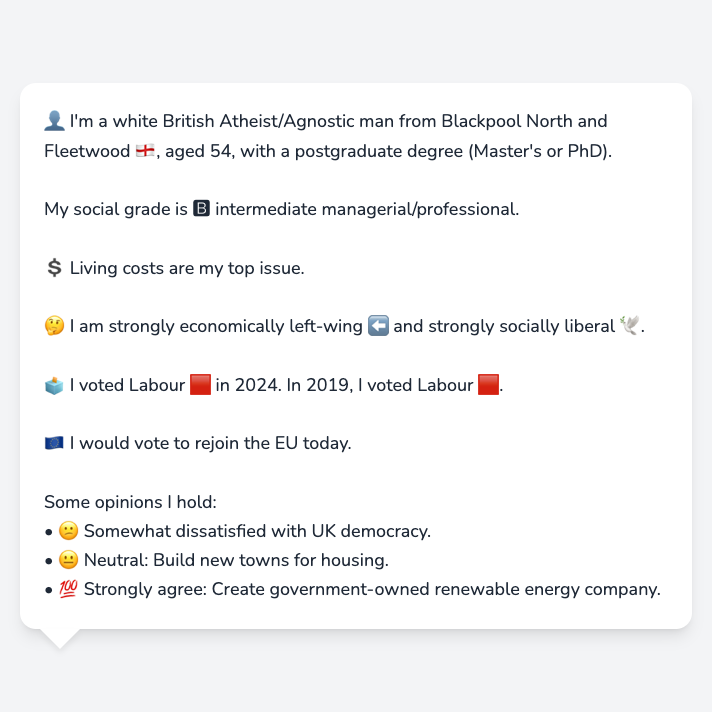 👤 I'm a white British Atheist/Agnostic man from Blackpool North and
Fleetwood 🏴󠁧󠁢󠁥󠁮󠁧󠁿, aged 54, with a postgraduate degree (Master's or PhD).
My social grade is 🅱 intermediate managerial/professional.
💲 Living costs are my top issue.
🤔 I am strongly economically left-wing ⬅️ and strongly socially liberal 🕊️.
🗳️ I voted Labour 🟥 in 2024. In 2019, I voted Labour 🟥.
🇪🇺 I would vote to rejoin the EU today.
Some opinions I hold:
• 🙁 Somewhat dissatisfied with UK democracy.
• 😐 Neutral: Build new towns for housing.
• 💯 Strongly agree: Create government-owned renewable energy company.